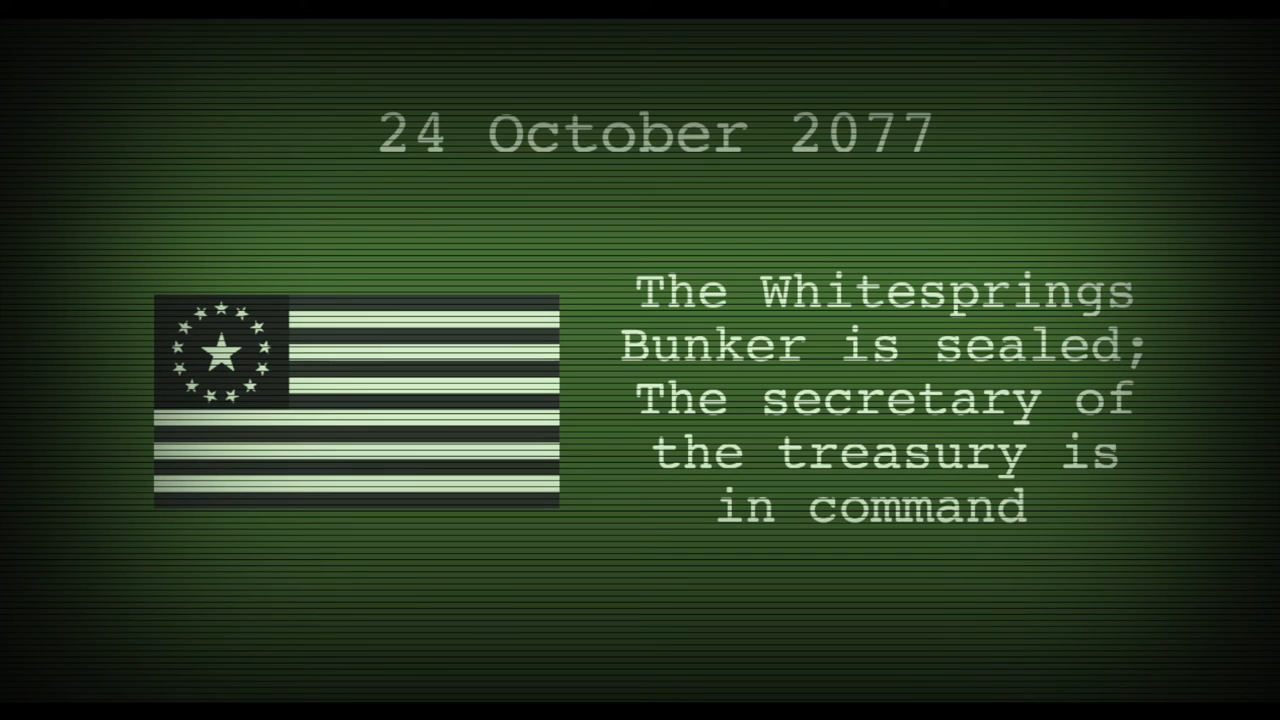 24 October 2077
The Whitesprings
Bunker is sealed;
The secretary of
the treasury is
in command